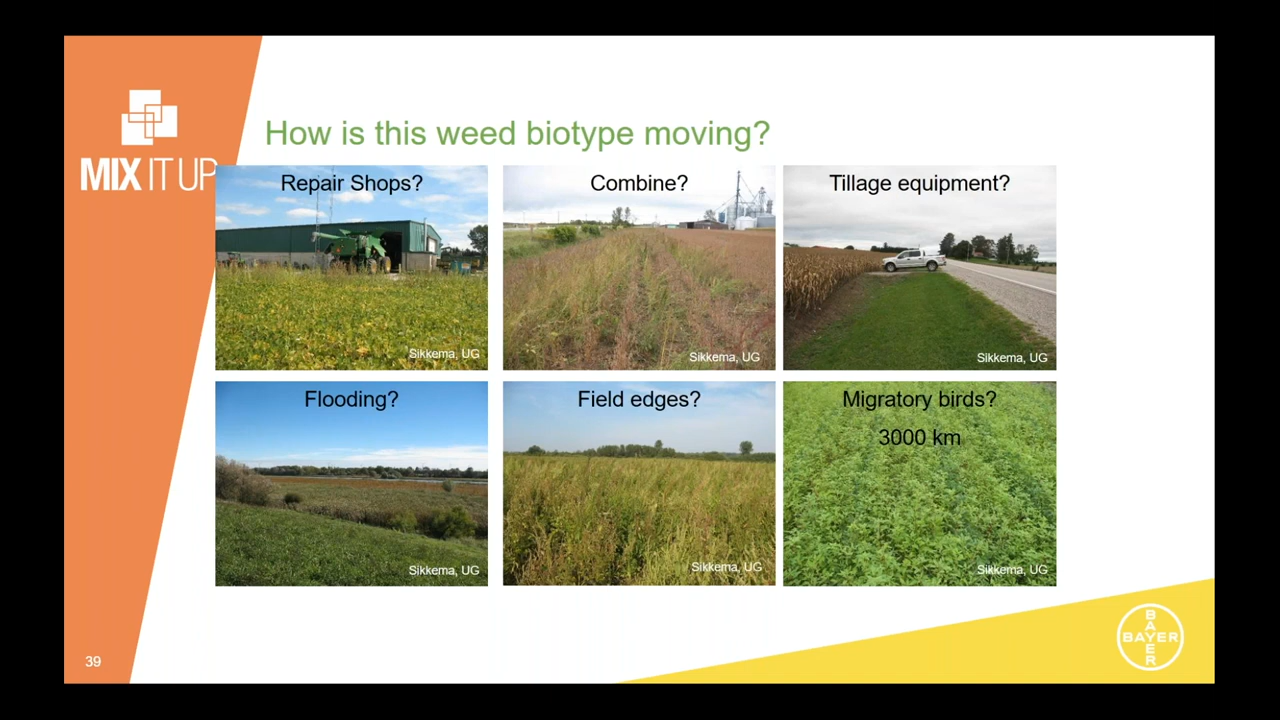 MIX IT UP
How is this weed biotype moving?
Repair Shops?
Sikkema, UG
Combine?
Sikkema, UG
Tillage equipment?
Sikkema, UG
Flooding?
Sikkema, UG
Field edges?
Sikkema, UG
Migratory birds?
3000 km
Sikkema, UG
39
BAYER
BAYER